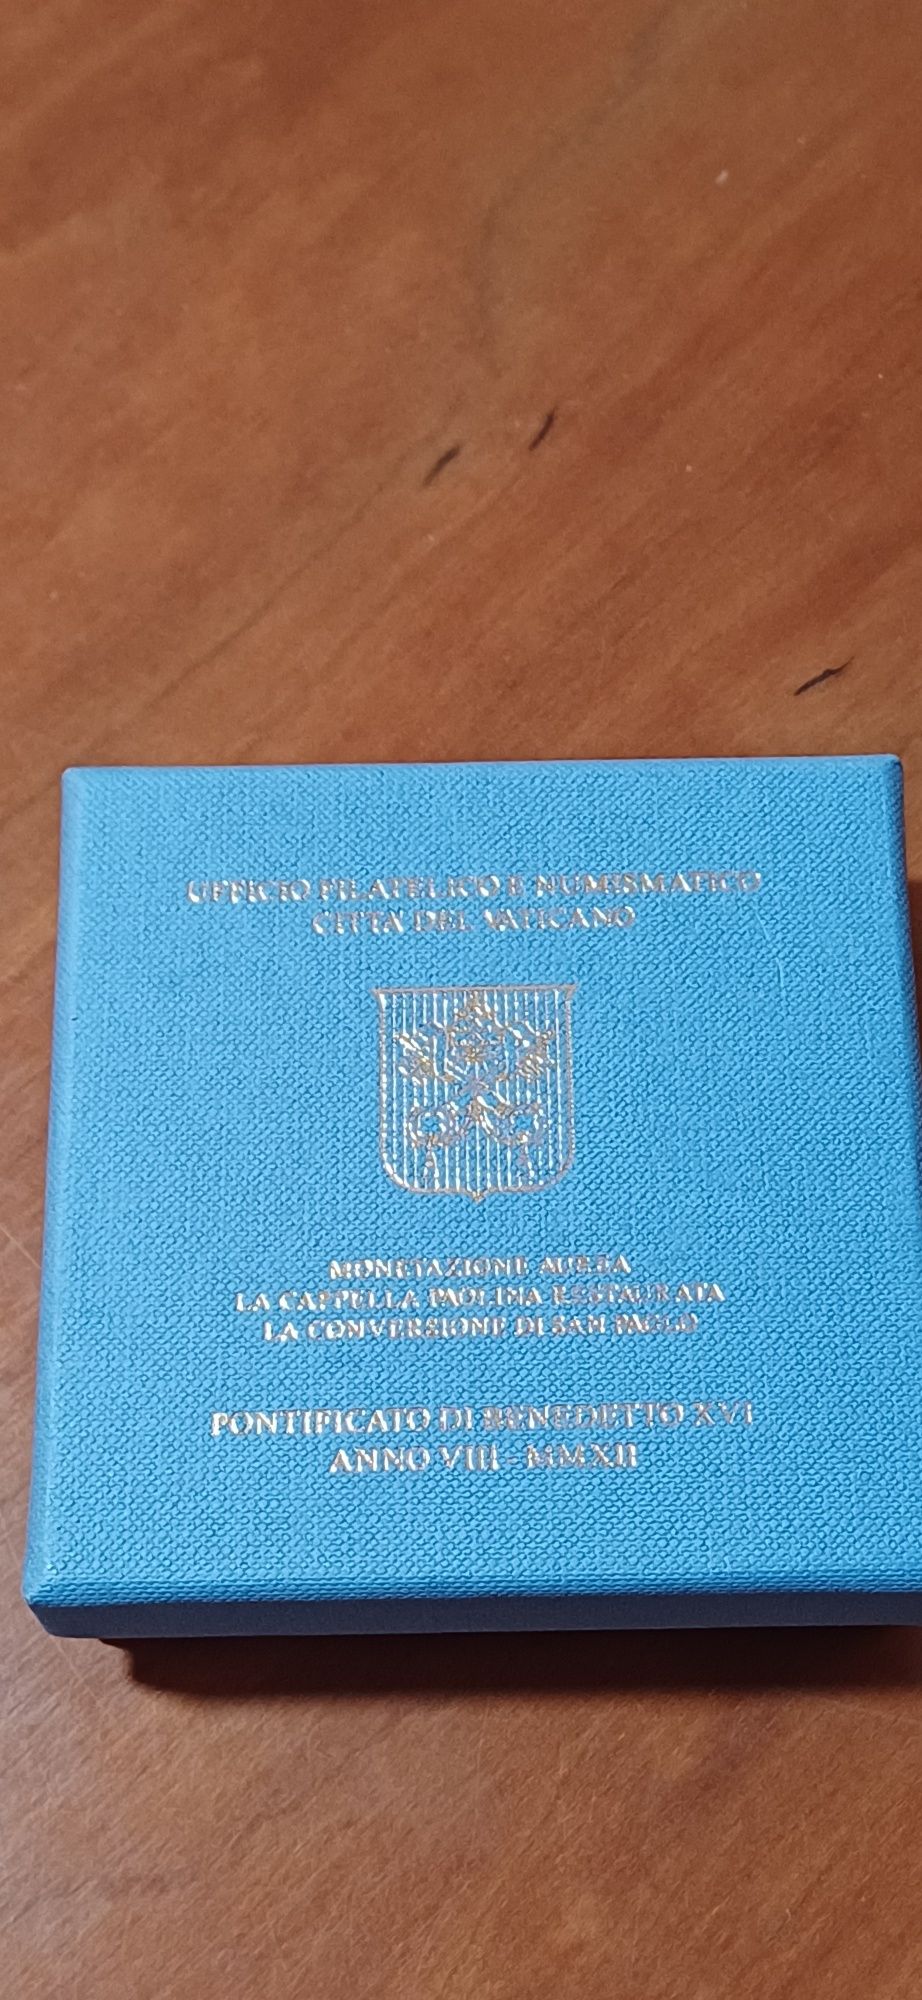 UFFICIO FILATELICO E NUMISMATICO
CITTÀ DEL VATICANO
MONETAZIONE AUREA
LA CAPPELLA PAOLINA RESTAURATA
LA CONVERSIONE DI SAN PAOLO
PONTIFICATO DI BENEDETTO XVI
ANNO VIII - MMXII